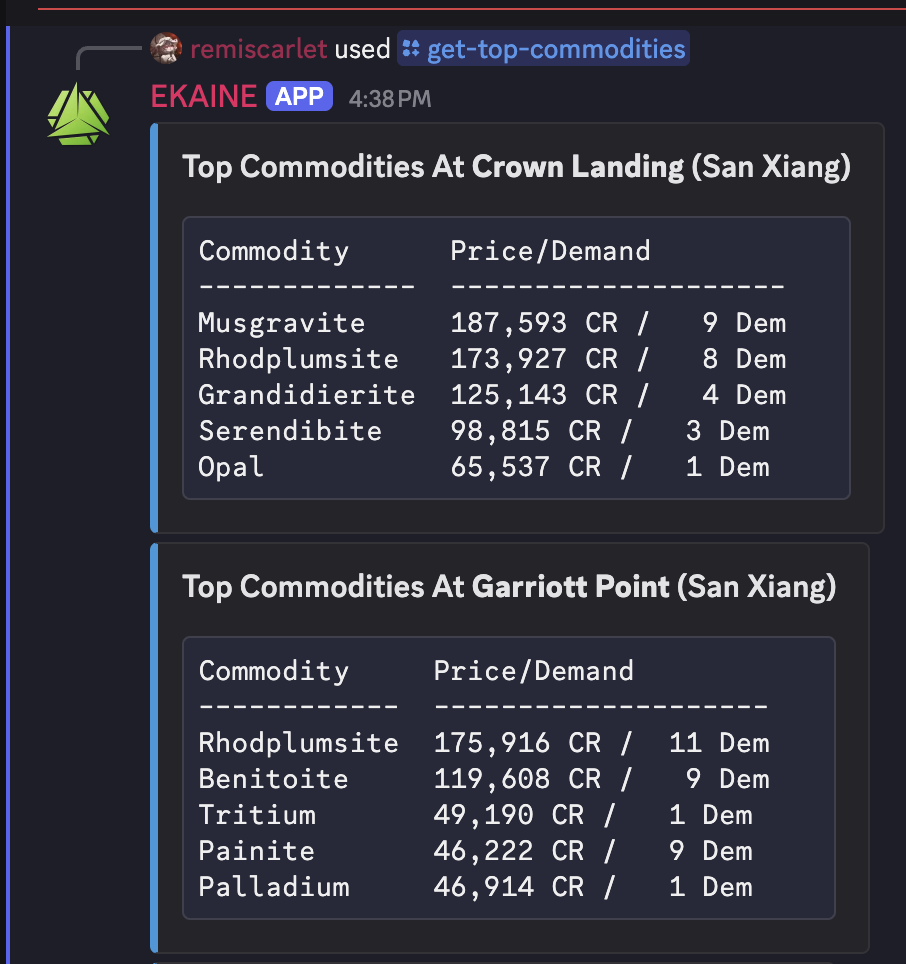 remiscarlet used get-top-commodities
EKAINE APP 4:38 PM
Top Commodities At Crown Landing (San Xiang)
Commodity Price/Demand
------------- --------------------
Musgravite 187,593 CR / 9 Dem
Rhodplumsite 173,927 CR / 8 Dem
Grandidierite 125,143 CR / 4 Dem
Serendibite 98,815 CR / 3 Dem
Opal 65,537 CR / 1 Dem
Top Commodities At Garriott Point (San Xiang)
Commodity Price/Demand
------------ --------------------
Rhodplumsite 175,916 CR / 11 Dem
Benitoite 119,608 CR / 9 Dem
Tritium 49,190 CR / 1 Dem
Painite 46,222 CR / 9 Dem
Palladium 46,914 CR / 1 Dem